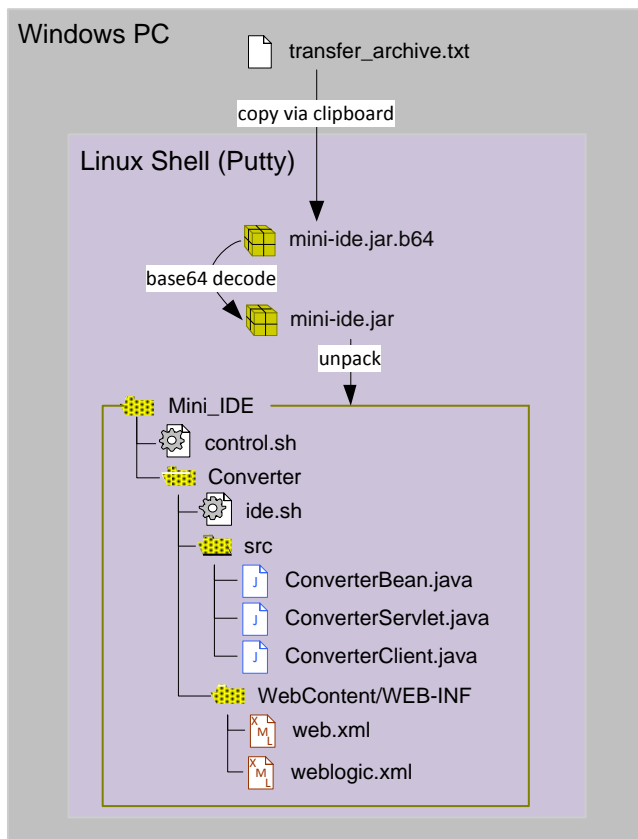 Windows PC
transfer_archive.txt
copy via clipboard
Linux Shell (Putty)
mini-ide.jar.b64
base64 decode
mini-ide.jar
unpack
Mini_IDE
control.sh
Converter
ide.sh
src
J ConverterBean.java
J ConverterServlet.java
J ConverterClient.java
WebContent/WEB-INF
XML web.xml
XML weblogic.xml